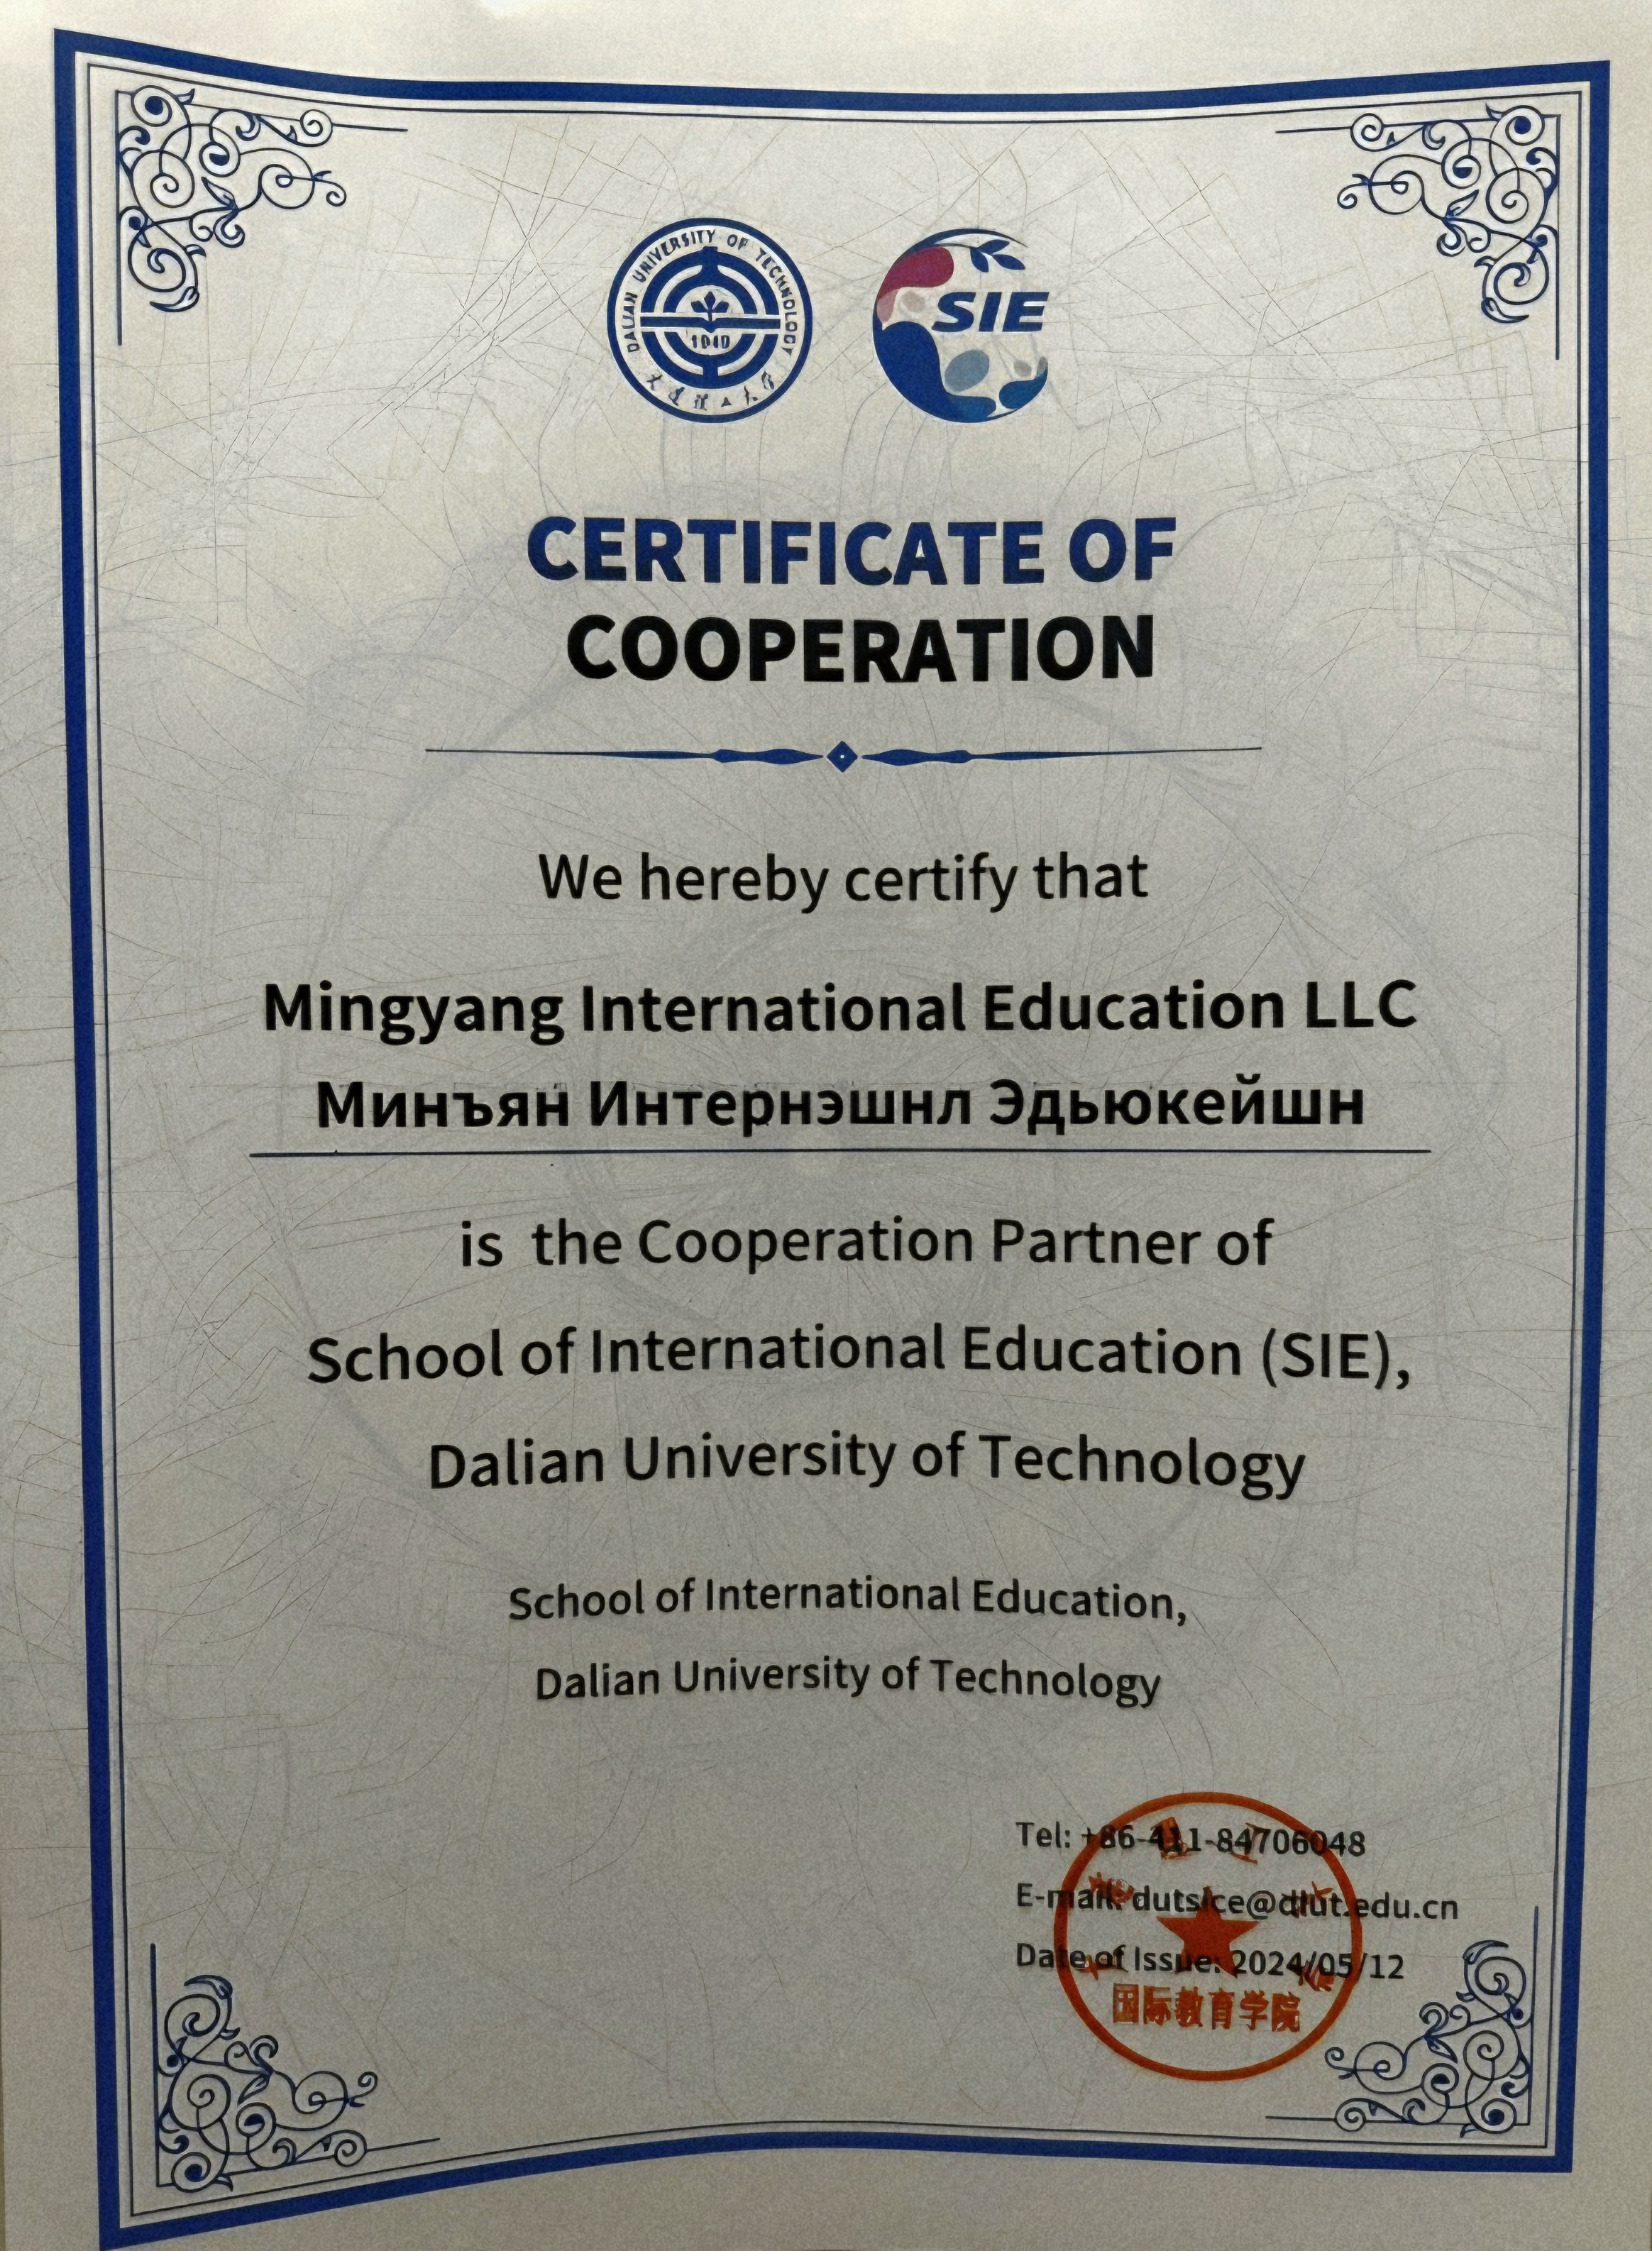 DALIAN UNIVERSITY OF TECHNOLOGY
SIE
CERTIFICATE OF
COOPERATION
We hereby certify that
Mingyang International Education LLC
Минъян Интернэшнл Эдьюкейшн
is the Cooperation Partner of
School of International Education (SIE),
Dalian University of Technology
School of International Education,
Dalian University of Technology
Tel: +86-411-84706048
E-mail: dutsice@dlut.edu.cn
Date of Issue: 2024/05/12
国际教育学院